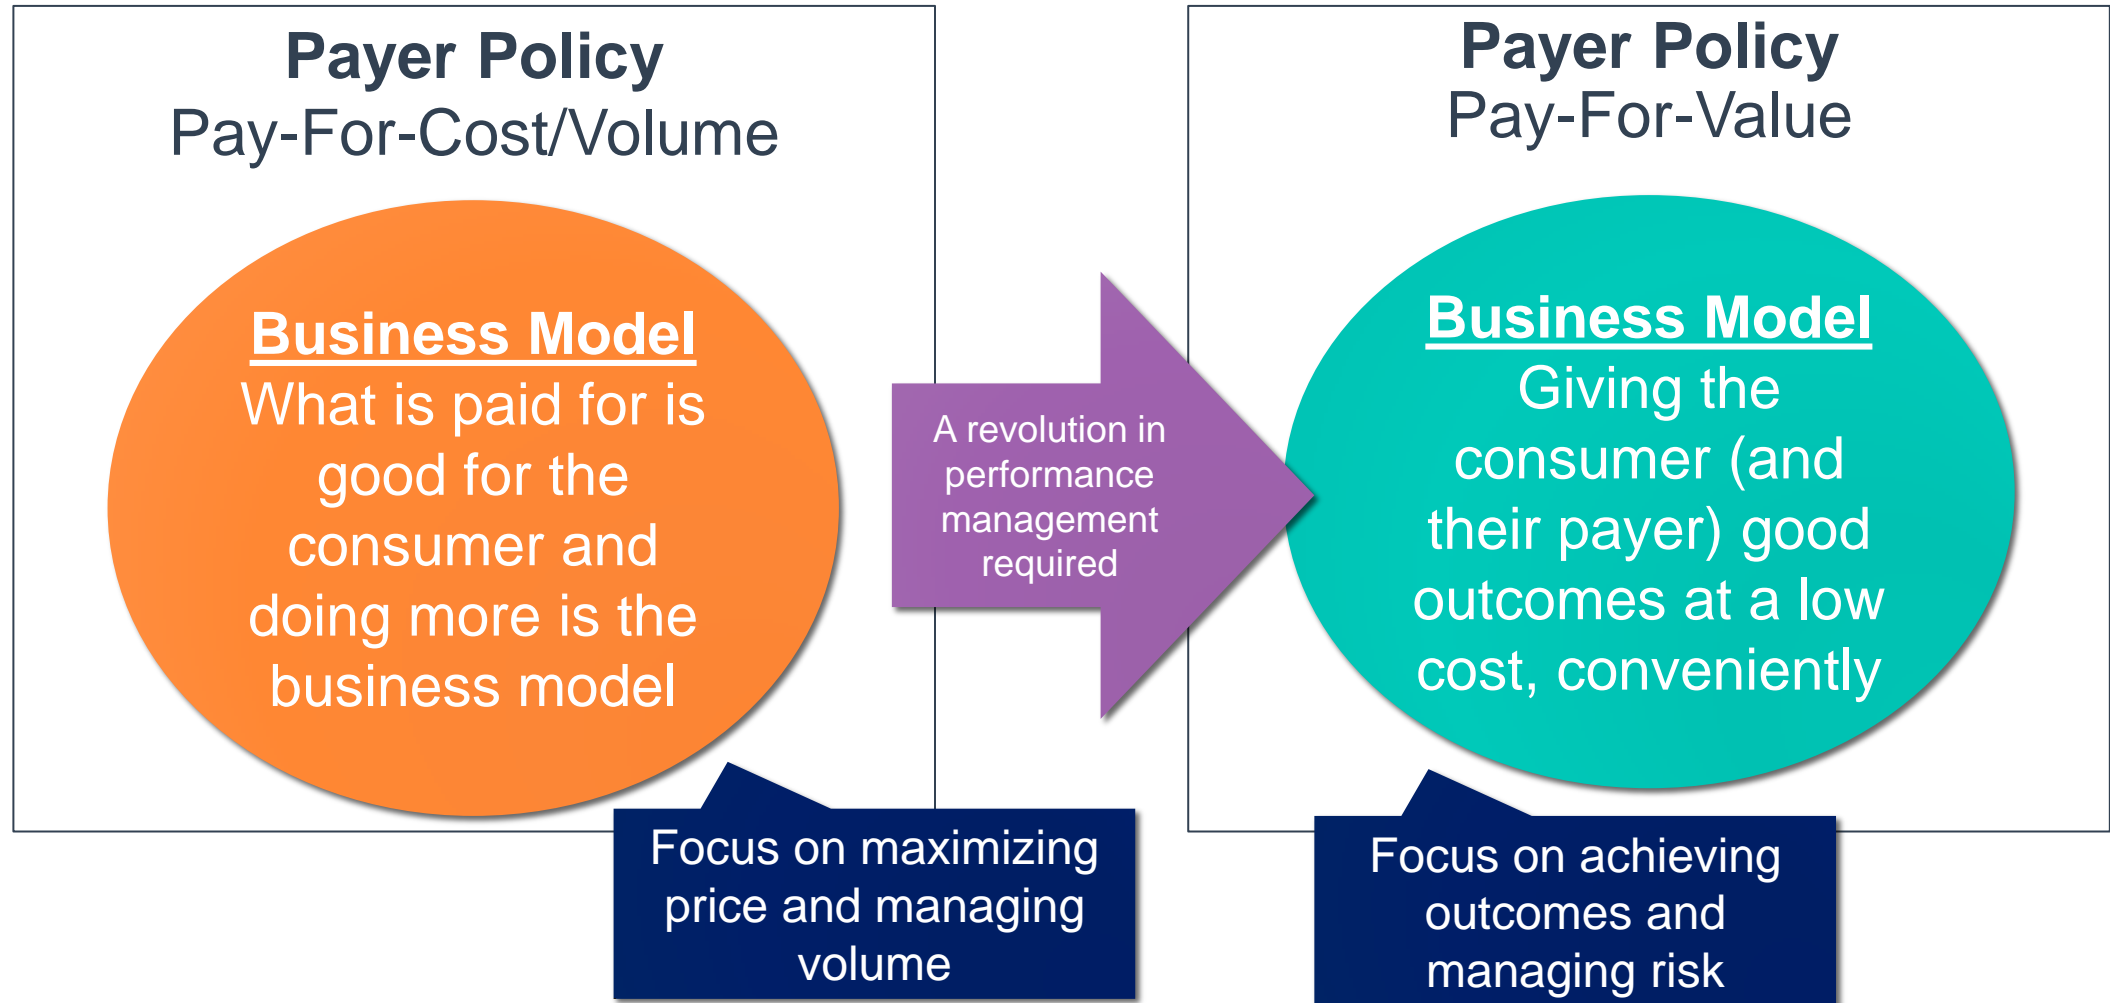 Payer Policy
Pay-For-Cost/Volume
Business Model
What is paid for is
good for the
consumer and
doing more is the
business model
Focus on maximizing
price and managing
volume
A revolution in
performance
management
required
Payer Policy
Pay-For-Value
Business Model
Giving the
consumer (and
their payer) good
outcomes at a low
cost, conveniently
Focus on achieving
outcomes and
managing risk